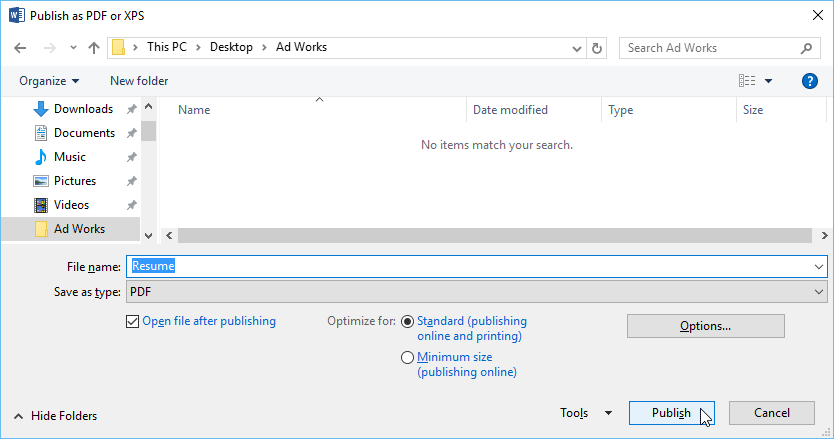 Publish as PDF or XPS
This PC > Desktop > Ad Works
Search Ad Works
Organize
New folder
?
Name
Date modified
Type
Size
No items match your search.
Downloads
Documents
Music
Pictures
Videos
Ad Works
File name:
Resume
Save as type:
PDF
Open file after publishing
Optimize for:
Standard (publishing
online and printing)
Minimum size
(publishing online)
Options...
Hide Folders
Tools
Publish
Cancel